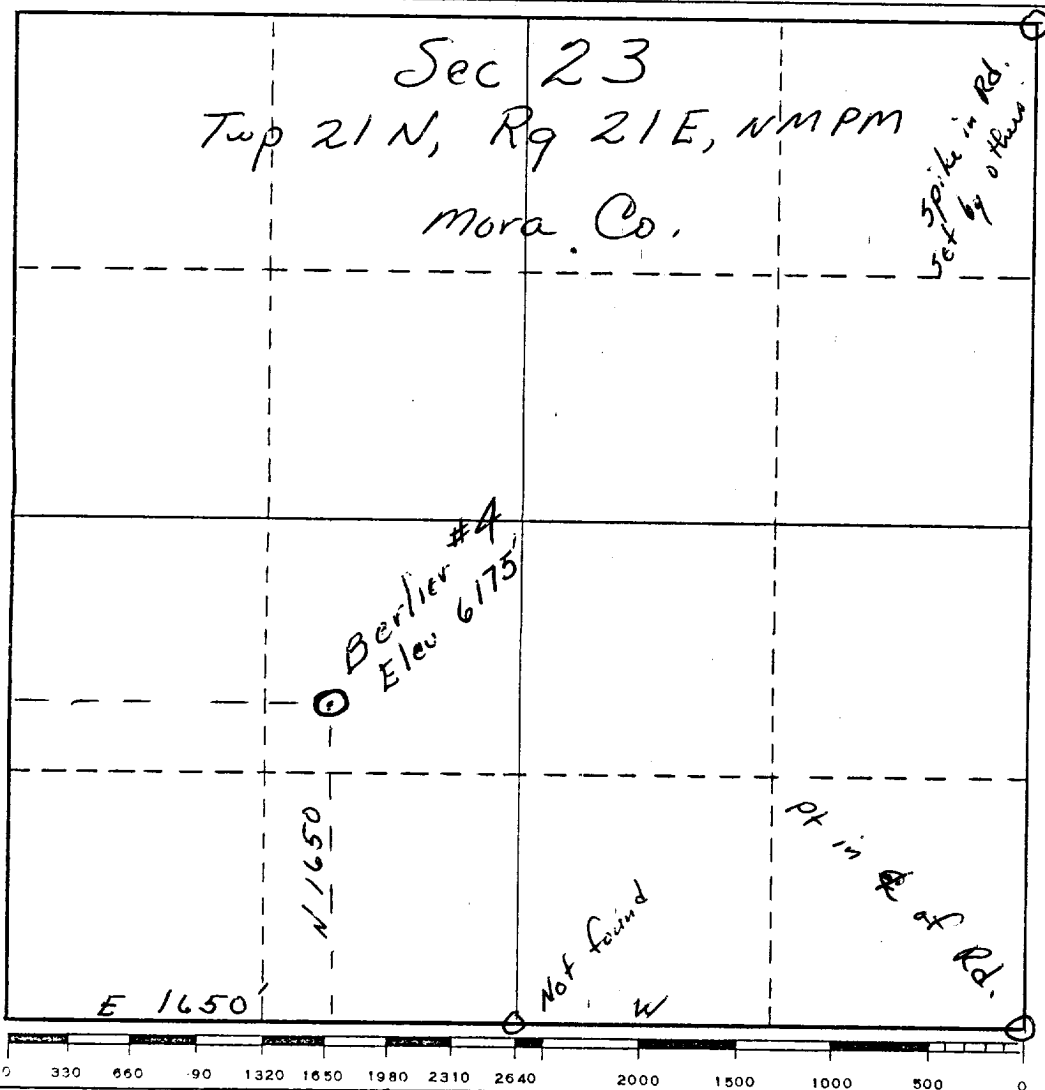 Sec 23
Twp 21 N, Rg 21 E, NMPM
Mora Co.
Spike in Rd.
Set by others
Berlier #4
Elev 6175'
N 1650
E 1650'
Not found
W
pt in of Rd.
0 330 660 90 1320 1650 1980 2310 2640 2000 1500 1000 500 0